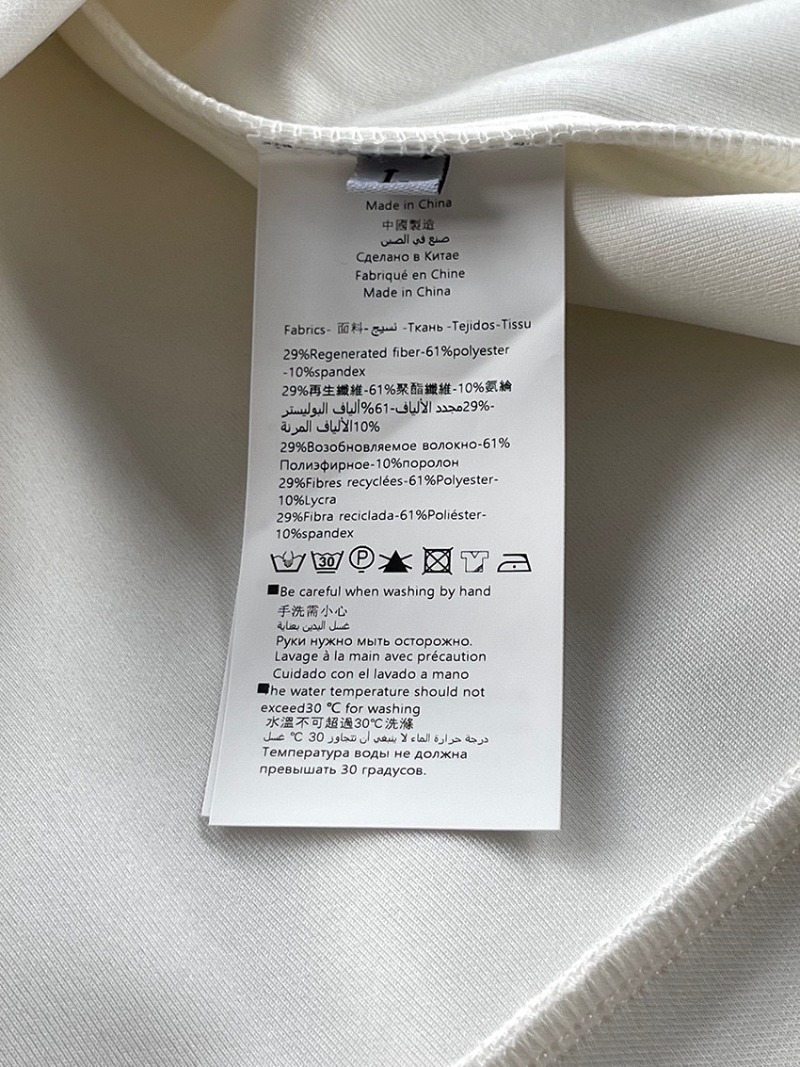 L
Made in China
中國製造
صنع في الصين
Сделано в Китае
Fabriqué en Chine
Made in China
Fabrics- 面料- نسيج -Ткань -Tejidos-Tissu
29%Regenerated fiber-61%polyester
-10%spandex
29%再生纖維-61%聚酯纖維-10%氨綸
-29%مجدد الألياف-61%ألياف البوليستر
10%الألياف المرنة
29%Возобновляемое волокно-61%
Полиэфирное-10%поролон
29%Fibres recyclées-61%Polyester-
10%Lycra
29%Fibra reciclada-61%Poliéster-
10%spandex
30 P
Be careful when washing by hand
手洗需小心
غسل اليدين بعناية
Руки нужно мыть осторожно.
Lavage à la main avec précaution
Cuidado con el lavado a mano
he water temperature should not
exceed30 ℃ for washing
水溫不可超過30℃洗滌
درجة حرارة الماء لا ينبغي أن تتجاوز 30 ℃ غسل
Температура воды не должна
превышать 30 градусов.